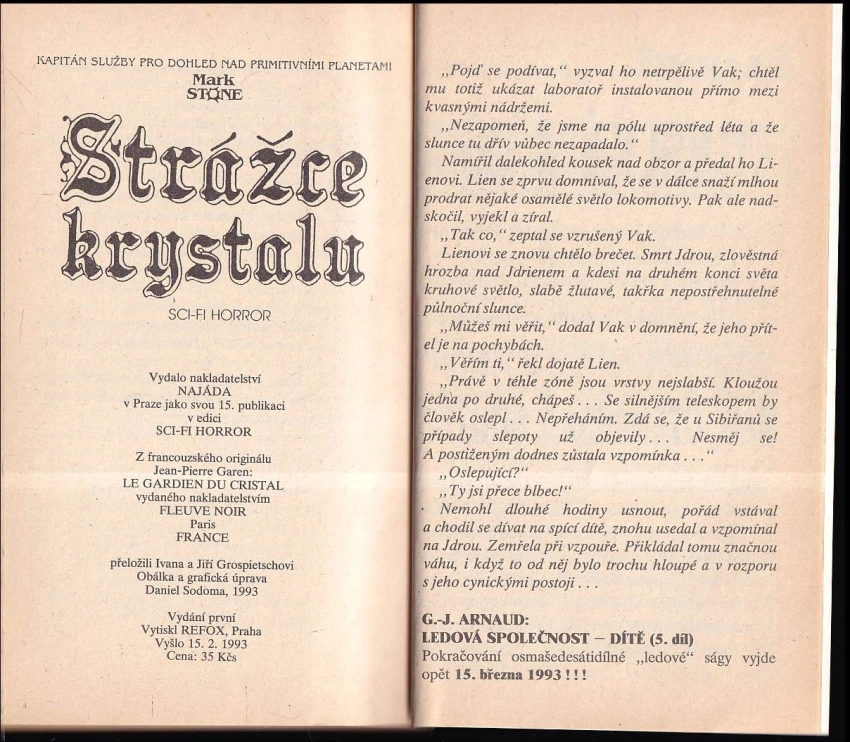 KAPITÁN SLUŽBY PRO DOHLED NAD PRIMITIVNÍMI PLANETAMI
Mark
STONE
Strážce
krystalu
SCI-FI HORROR
Vydalo nakladatelství
NAJÁDA
v Praze jako svou 15. publikaci
v edici
SCI-FI HORROR
Z francouzského originálu
Jean-Pierre Garen:
LE GARDIEN DU CRISTAL
vydaného nakladatelstvím
FLEUVE NOIR
Paris
FRANCE
přeložili Ivana a Jiří Grospietschovi
Obálka a grafická úprava
Daniel Sodoma, 1993
Vydání první
Vytiskl REFOX, Praha
Vyšlo 15. 2. 1993
Cena: 35 Kčs
„Pojď se podívat,“ vyzval ho netrpělivě Vak; chtěl
mu totiž ukázat laboratoř instalovanou přímo mezi
kvasnými nádržemi.
„Nezapomeň, že jsme na pólu uprostřed léta a že
slunce tu dřív vůbec nezapadalo.“
Namířil dalekohled kousek nad obzor a předal ho Li-
enovi. Lien se zprvu domníval, že se v dálce snaží mlhou
prodrat nějaké osamělé světlo lokomotivy. Pak ale nad-
skočil, vyjekl a zíral.
„Tak co,“ zeptal se vzrušený Vak.
Lienovi se znovu chtělo brečet. Smrt Jdrou, zlověstná
hrozba nad Jdrienem a kdesi na druhém konci světa
kruhové světlo, slabě žlutavé, takřka nepostřehnutelné
půlnoční slunce.
„Můžeš mi věřit,“ dodal Vak v domnění, že jeho přít-
el je na pochybách.
„Věřím ti,“ řekl dojatě Lien.
„Právě v téhle zóně jsou vrstvy nejslabší. Kloužou
jedna po druhé, chápeš... Se silnějším teleskopem by
člověk oslepl... Nepřeháním. Zdá se, že u Sibiřanů se
případy slepoty už objevily... Nesměj se!
A postiženým dodnes zůstala vzpomínka...“
„Oslepující?“
„Ty jsi přece blbec!“
Nemohl dlouhé hodiny usnout, pořád vstával
a chodil se dívat na spící dítě, znohu usedal a vzpomínal
na Jdrou. Zemřela při vzpouře. Přikládal tomu značnou
váhu, i když to od něj bylo trochu hloupé a v rozporu
s jeho cynickými postoji...
G.-J. ARNAUD:
LEDOVÁ SPOLEČNOST – DÍTĚ (5. díl)
Pokračování osmašedesátidílné „ledové“ ságy vyjde
opět 15. března 1993!!!